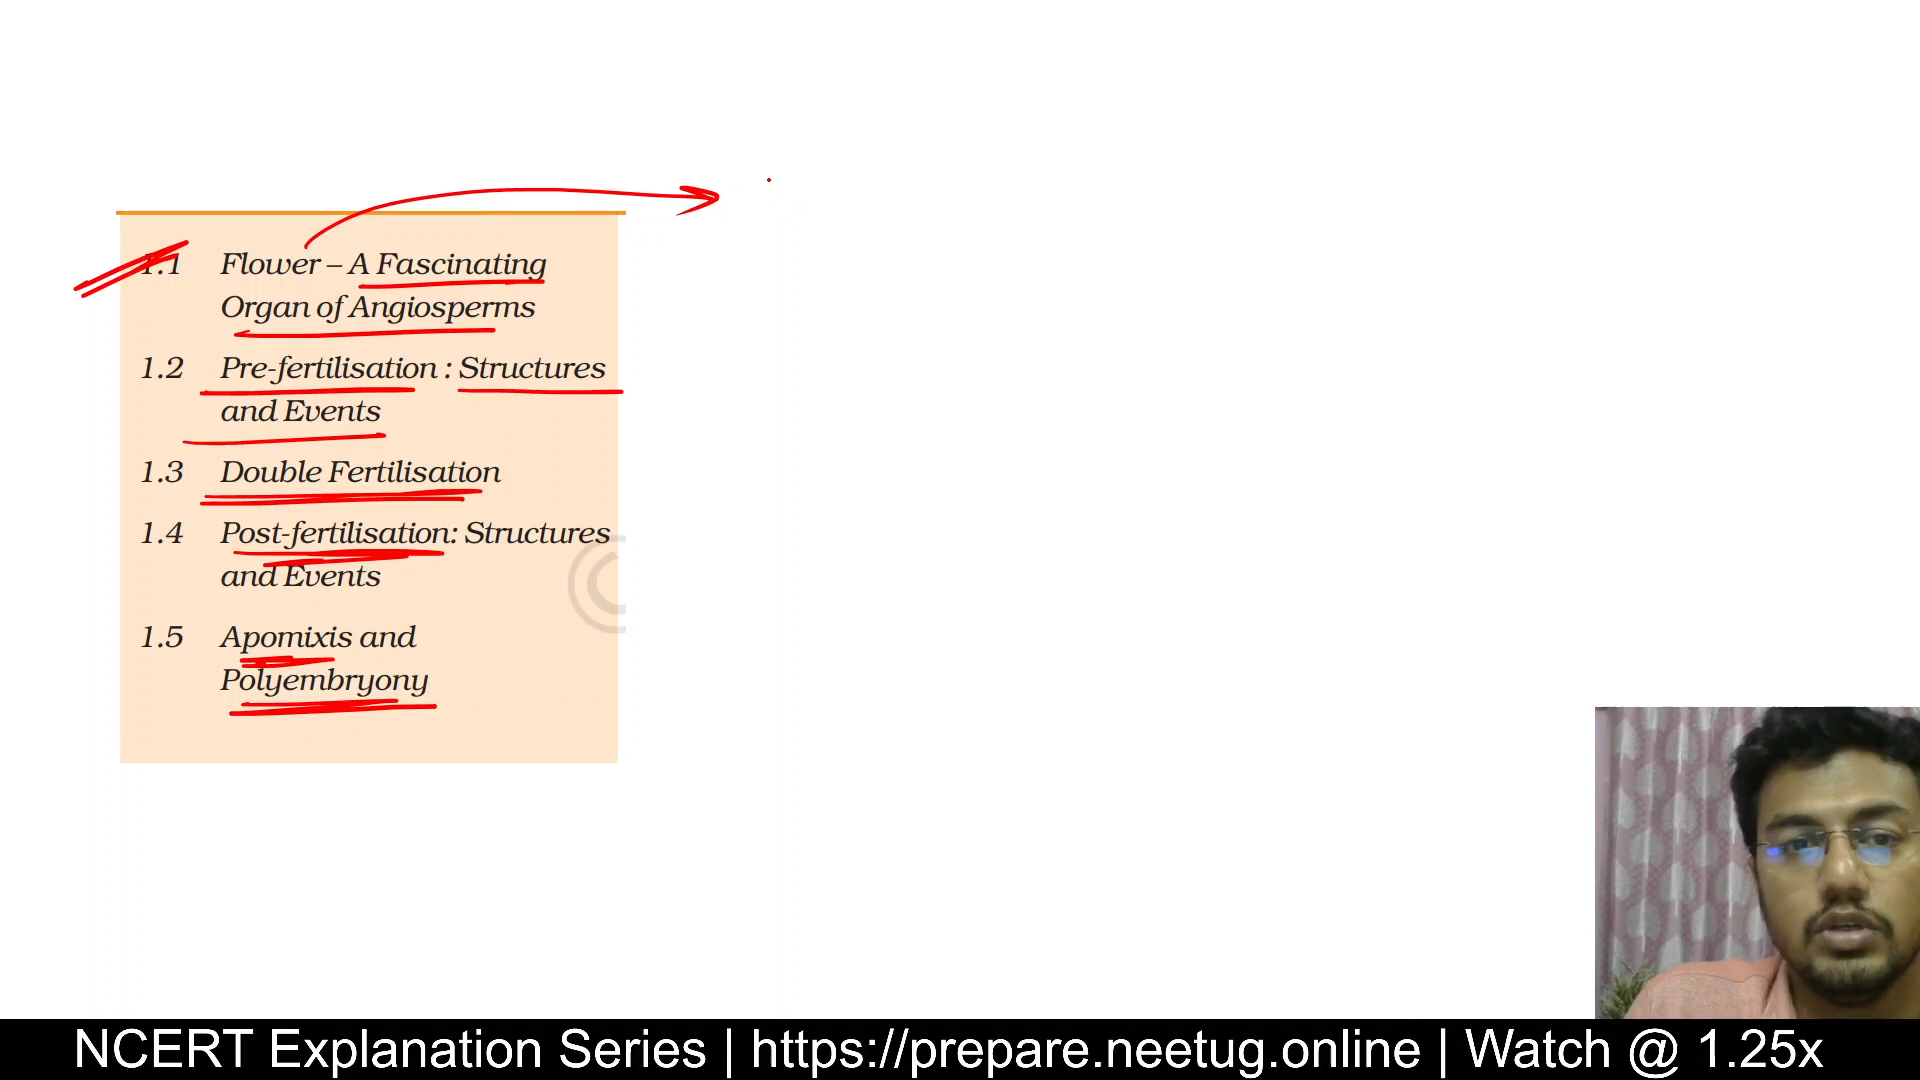 1.1 Flower – A Fascinating
Organ of Angiosperms
1.2 Pre-fertilisation : Structures
and Events
1.3 Double Fertilisation
1.4 Post-fertilisation: Structures
and Events
1.5 Apomixis and
Polyembryony
©
NCERT Explanation Series | https://prepare.neetug.online | Watch @ 1.25x